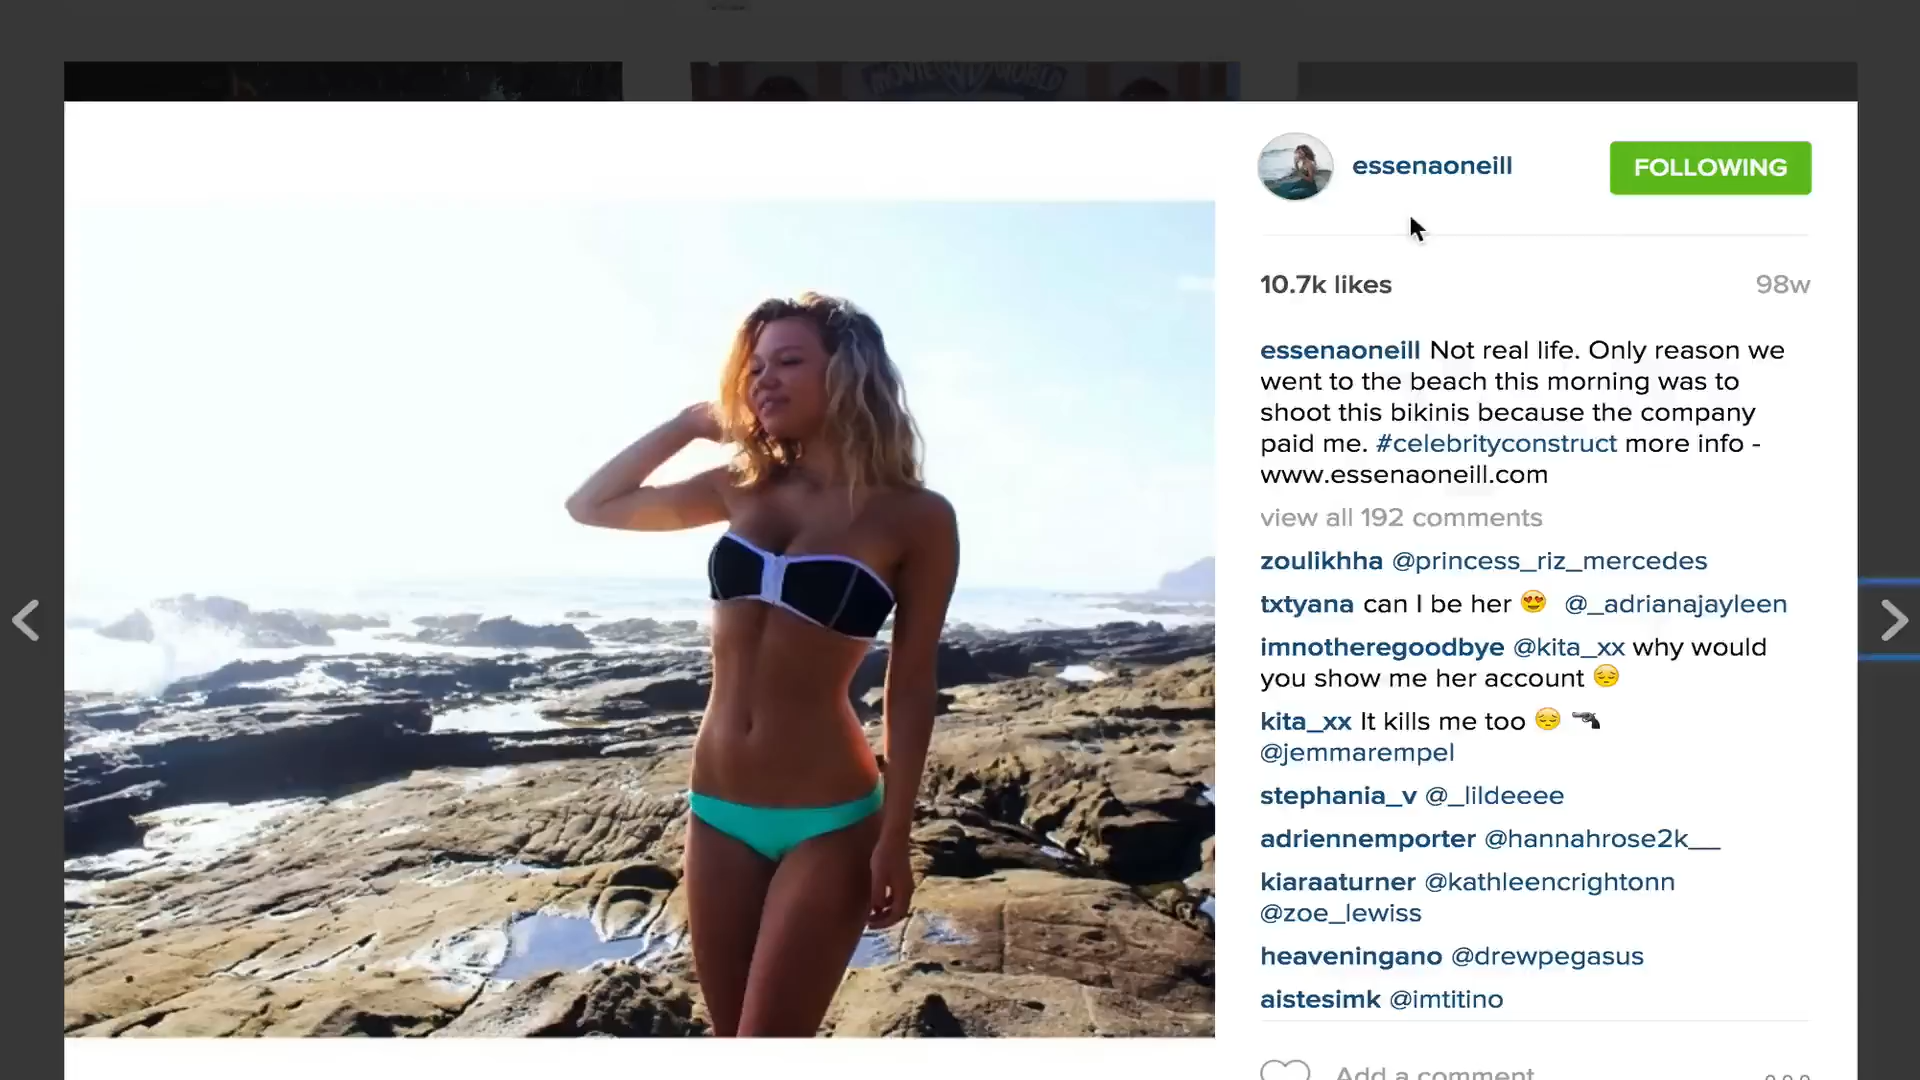 MOVIE WORLD
essenaoneill
FOLLOWING
10.7k likes
98w
essenaoneill Not real life. Only reason we
went to the beach this morning was to
shoot this bikinis because the company
paid me. #celebrityconstruct more info -
www.essenaoneill.com
view all 192 comments
zoulikhha @princess_riz_mercedes
txtyana can I be her 😍 @_adrianajayleen
imnotheregoodbye @kita_xx why would
you show me her account 😔
kita_xx It kills me too 😔 🔫
@jemmarempel
stephania_v @_lildeeee
adriennemporter @hannahrose2k__
kiaraaturner @kathleencrightonn
@zoe_lewiss
heaveningano @drewpegasus
aistesimk @imtitino
Add a comment